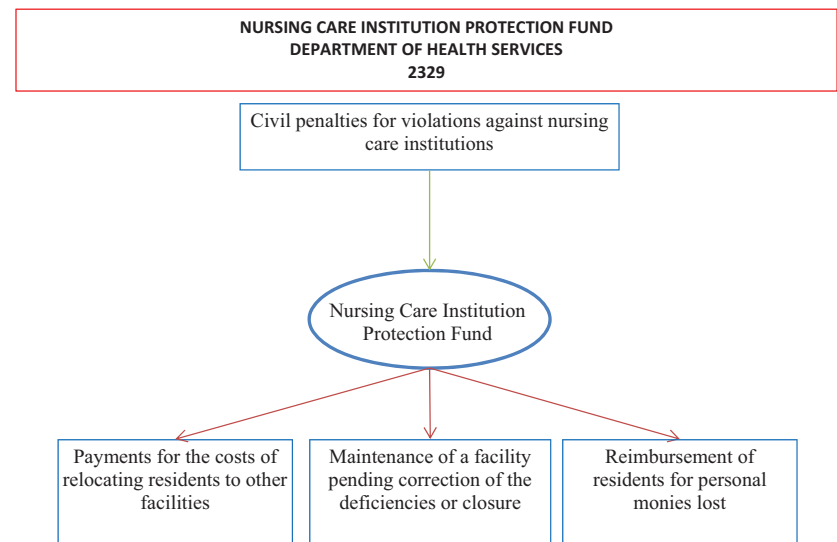 NURSING CARE INSTITUTION PROTECTION FUND
DEPARTMENT OF HEALTH SERVICES
2329
Civil penalties for violations against nursing
care institutions
Nursing Care Institution
Protection Fund
Payments for the costs of
relocating residents to other
facilities
Maintenance of a facility
pending correction of the
deficiencies or closure
Reimbursement of
residents for personal
monies lost